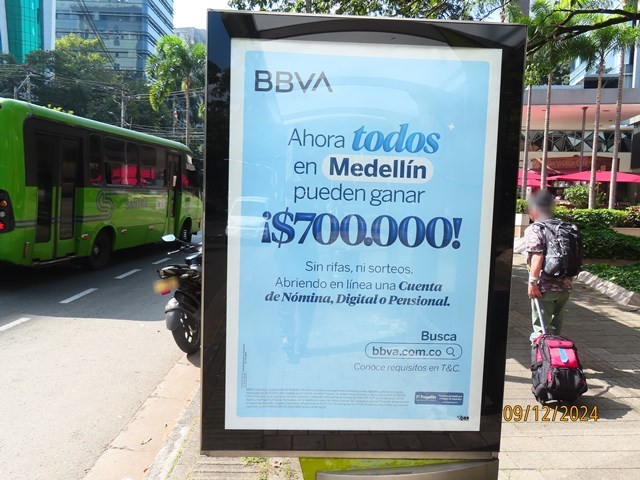 BBVA
Ahora todos
en Medellín
pueden ganar
¡$700.000!
Sin rifas, ni sorteos.
Abriendo en línea una Cuenta
de Nómina, Digital o Pensional.
Busca
bbva.com.co
Conoce requisitos en T&C.
09/12/2024